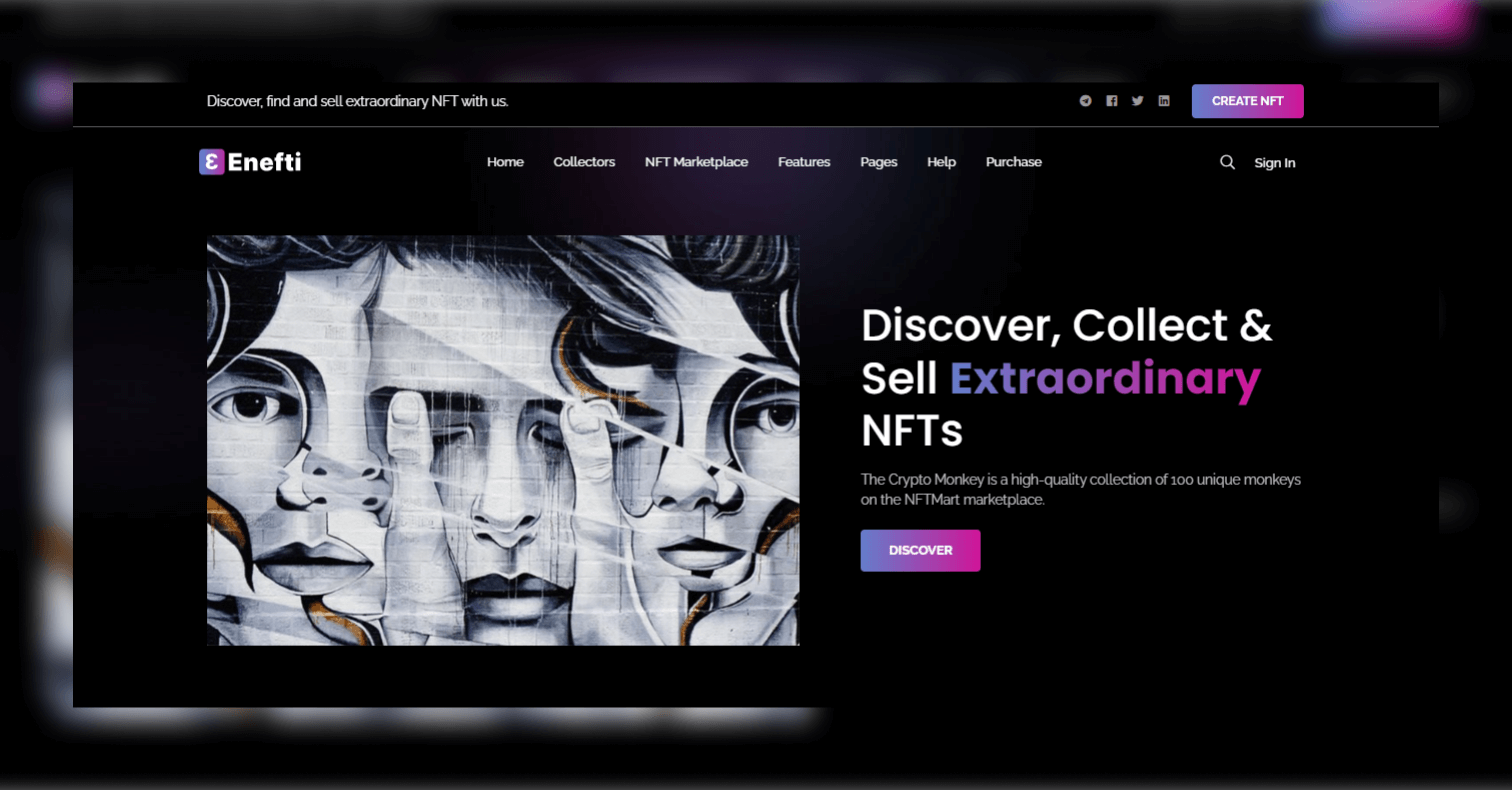 Discover, find and sell extraordinary NFT with us.
CREATE NFT
Enefti
Home Collectors NFT Marketplace Features Pages Help Purchase
Sign In
Discover, Collect &
Sell Extraordinary
NFTs
The Crypto Monkey is a high-quality collection of 100 unique monkeys
on the NFTMart marketplace.
DISCOVER